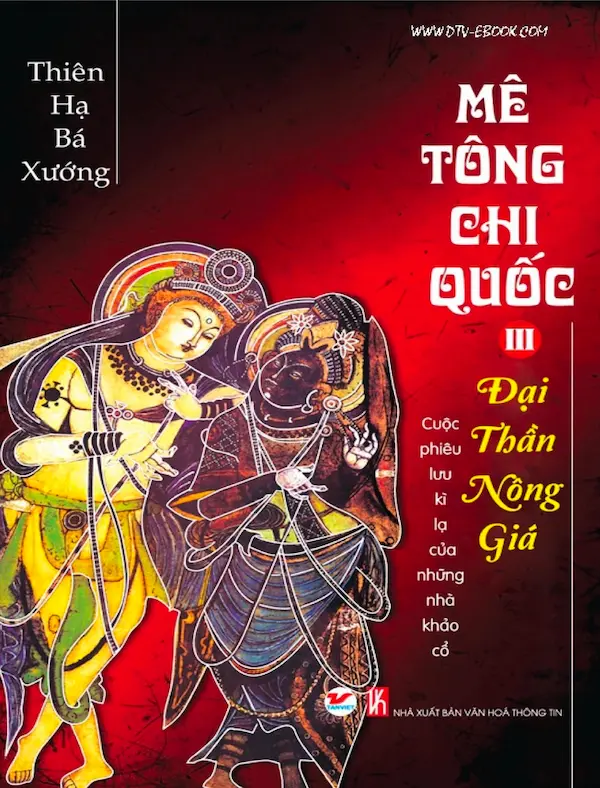 WWW.DTV-EBOOK.COM
Thiên
Hạ
Bá
Xướng
MÊ
TÔNG
CHI
QUỐC
III
Đại
Thần
Nông
Giá
Cuộc
phiêu
lưu
kì
lạ
của
những
nhà
khảo
cổ
TANVIET
NHÀ XUẤT BẢN VĂN HOÁ THÔNG TIN